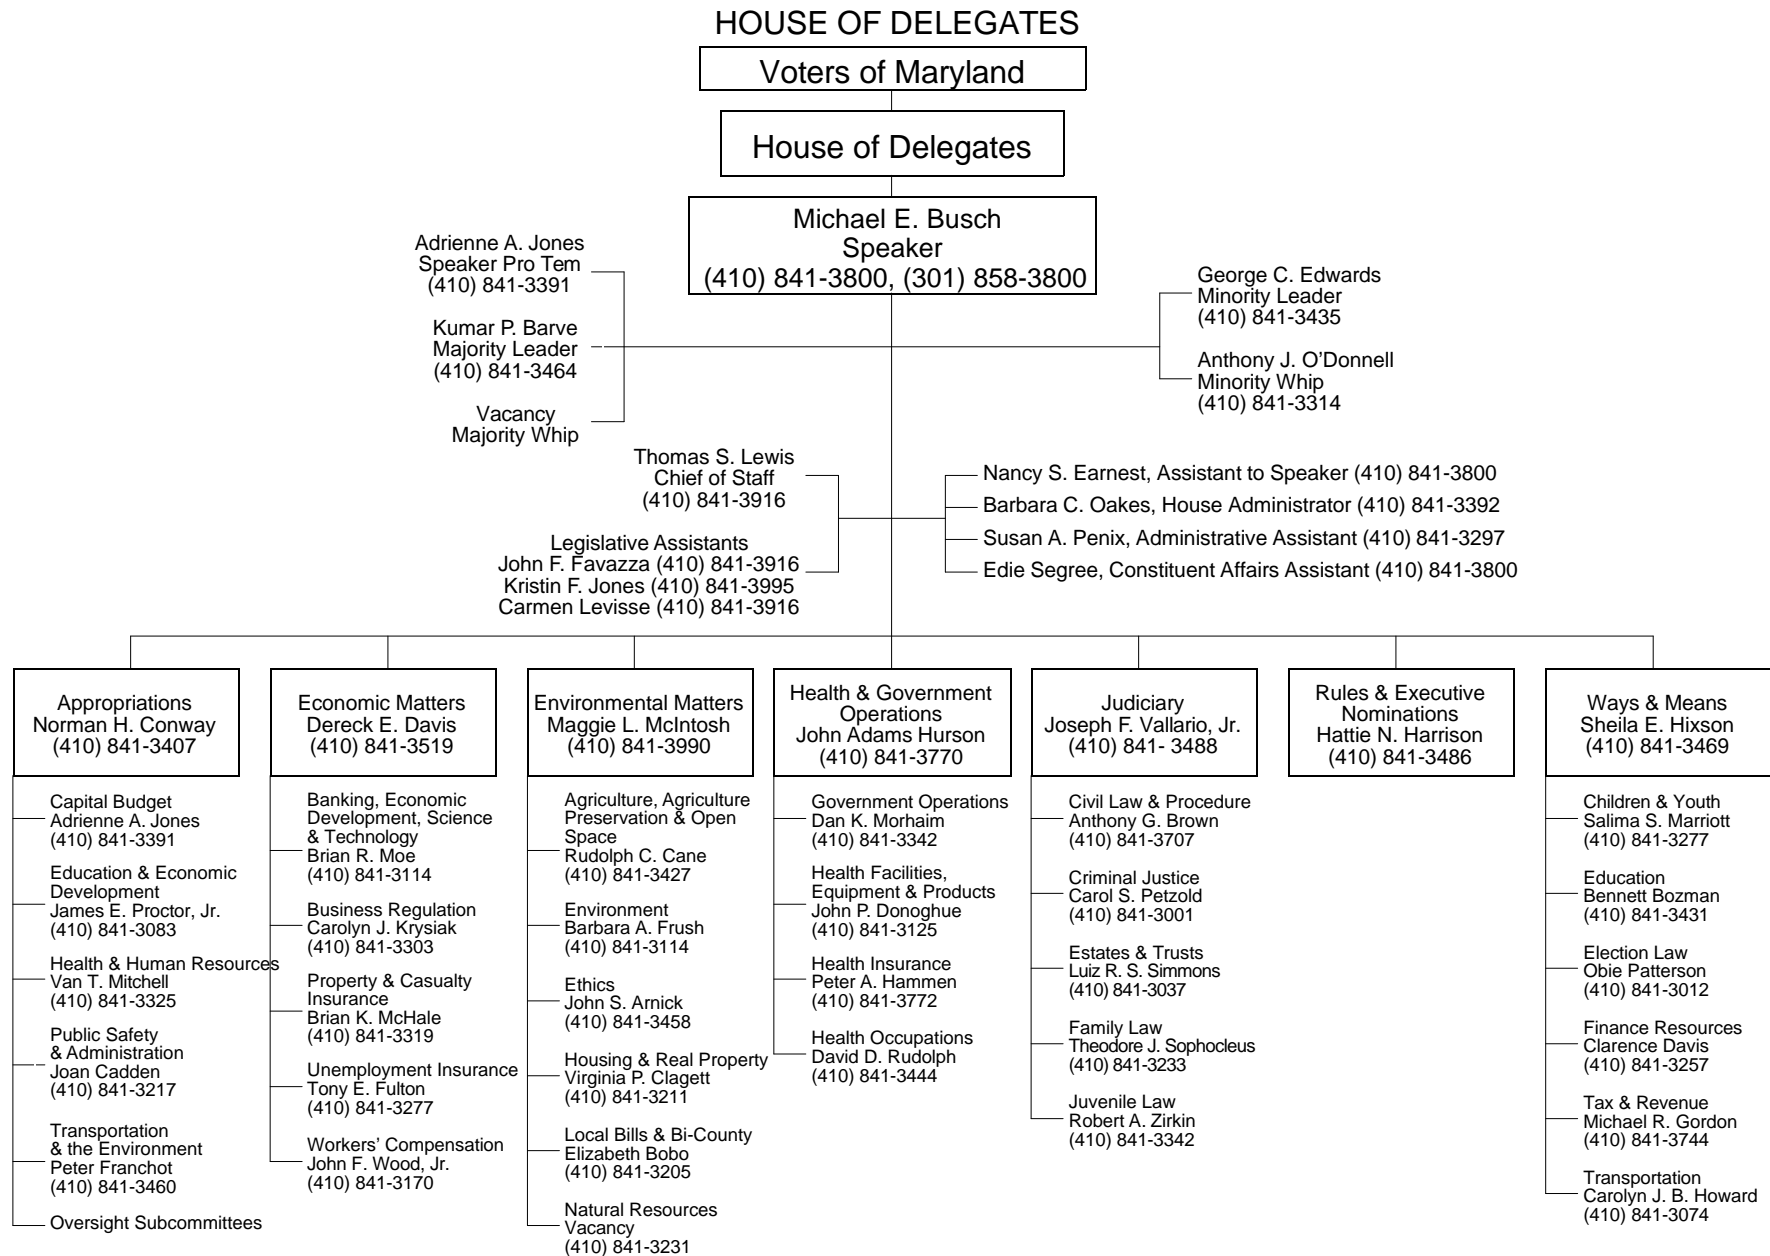 HOUSE OF DELEGATES
Voters of Maryland
House of Delegates
Michael E. Busch
Speaker
(410) 841-3800, (301) 858-3800
Adrienne A. Jones
Speaker Pro Tem
(410) 841-3391
Kumar P. Barve
Majority Leader
(410) 841-3464
Vacancy
Majority Whip
George C. Edwards
Minority Leader
(410) 841-3435
Anthony J. O'Donnell
Minority Whip
(410) 841-3314
Thomas S. Lewis
Chief of Staff
(410) 841-3916
Legislative Assistants
John F. Favazza (410) 841-3916
Kristin F. Jones (410) 841-3995
Carmen Levisse (410) 841-3916
Nancy S. Earnest, Assistant to Speaker (410) 841-3800
Barbara C. Oakes, House Administrator (410) 841-3392
Susan A. Penix, Administrative Assistant (410) 841-3297
Edie Segree, Constituent Affairs Assistant (410) 841-3800
Appropriations
Norman H. Conway
(410) 841-3407
Capital Budget
Adrienne A. Jones
(410) 841-3391
Education & Economic
Development
James E. Proctor, Jr.
(410) 841-3083
Health & Human Resources
Van T. Mitchell
(410) 841-3325
Public Safety
& Administration
Joan Cadden
(410) 841-3217
Transportation
& the Environment
Peter Franchot
(410) 841-3460
Oversight Subcommittees
Economic Matters
Dereck E. Davis
(410) 841-3519
Banking, Economic
Development, Science
& Technology
Brian R. Moe
(410) 841-3114
Business Regulation
Carolyn J. Krysiak
(410) 841-3303
Property & Casualty
Insurance
Brian K. McHale
(410) 841-3319
Unemployment Insurance
Tony E. Fulton
(410) 841-3277
Workers' Compensation
John F. Wood, Jr.
(410) 841-3170
Environmental Matters
Maggie L. McIntosh
(410) 841-3990
Agriculture, Agriculture
Preservation & Open
Space
Rudolph C. Cane
(410) 841-3427
Environment
Barbara A. Frush
(410) 841-3114
Ethics
John S. Arnick
(410) 841-3458
Housing & Real Property
Virginia P. Clagett
(410) 841-3211
Local Bills & Bi-County
Elizabeth Bobo
(410) 841-3205
Natural Resources
Vacancy
(410) 841-3231
Health & Government
Operations
John Adams Hurson
(410) 841-3770
Government Operations
Dan K. Morhaim
(410) 841-3342
Health Facilities,
Equipment & Products
John P. Donoghue
(410) 841-3125
Health Insurance
Peter A. Hammen
(410) 841-3772
Health Occupations
David D. Rudolph
(410) 841-3444
Judiciary
Joseph F. Vallario, Jr.
(410) 841- 3488
Civil Law & Procedure
Anthony G. Brown
(410) 841-3707
Criminal Justice
Carol S. Petzold
(410) 841-3001
Estates & Trusts
Luiz R. S. Simmons
(410) 841-3037
Family Law
Theodore J. Sophocleus
(410) 841-3233
Juvenile Law
Robert A. Zirkin
(410) 841-3342
Rules & Executive
Nominations
Hattie N. Harrison
(410) 841-3486
Ways & Means
Sheila E. Hixson
(410) 841-3469
Children & Youth
Salima S. Marriott
(410) 841-3277
Education
Bennett Bozman
(410) 841-3431
Election Law
Obie Patterson
(410) 841-3012
Finance Resources
Clarence Davis
(410) 841-3257
Tax & Revenue
Michael R. Gordon
(410) 841-3744
Transportation
Carolyn J. B. Howard
(410) 841-3074